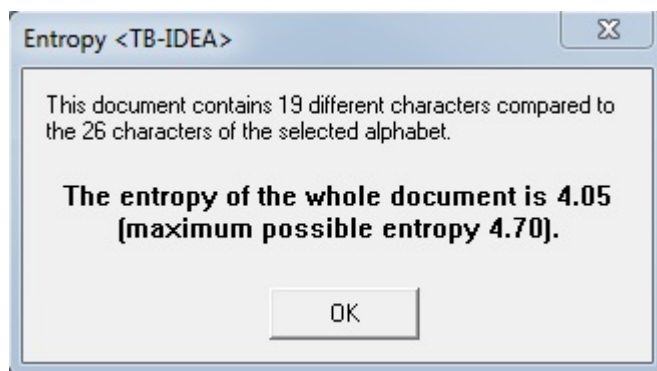 Entropy <TB-IDEA>
This document contains 19 different characters compared to
the 26 characters of the selected alphabet.
The entropy of the whole document is 4.05
(maximum possible entropy 4.70).
OK